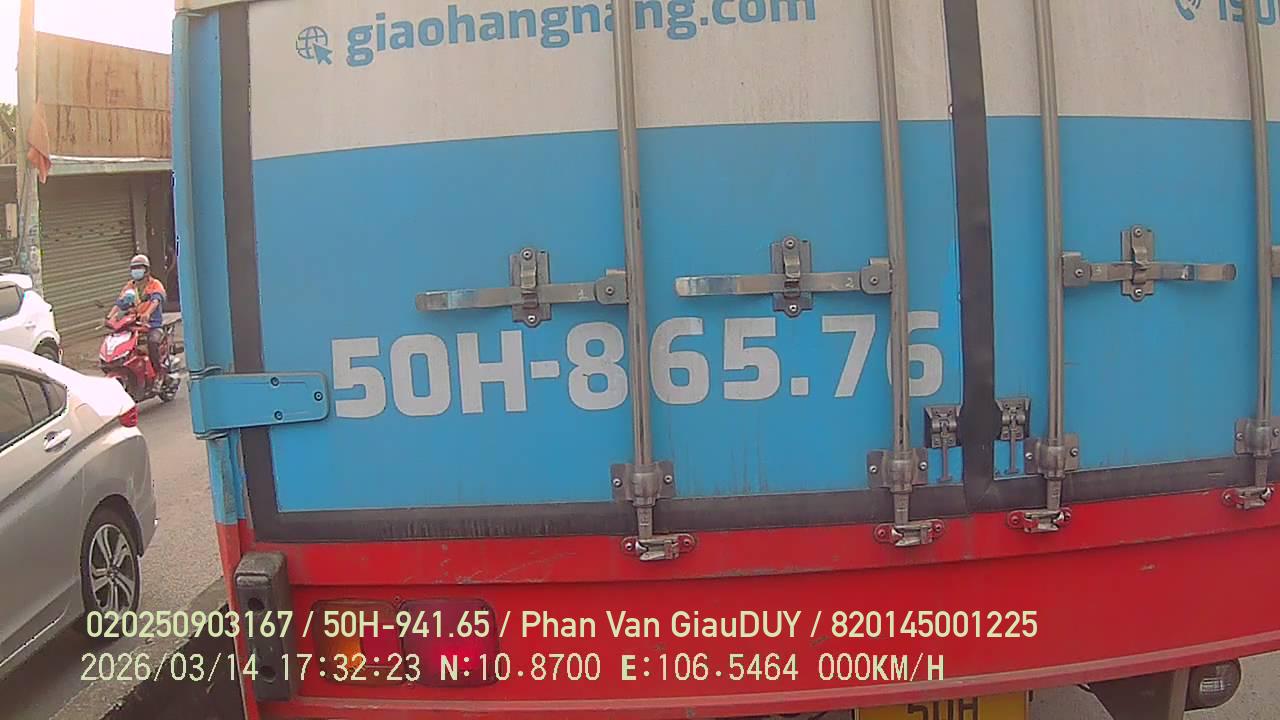 giaohangnang.com
50H-865.76
020250903167 / 50H-941.65 / Phan Van GiauDUY / 820145001225
2026/03/14 17:32:23 N:10.8700 E:106.5464 000KM/H
50H